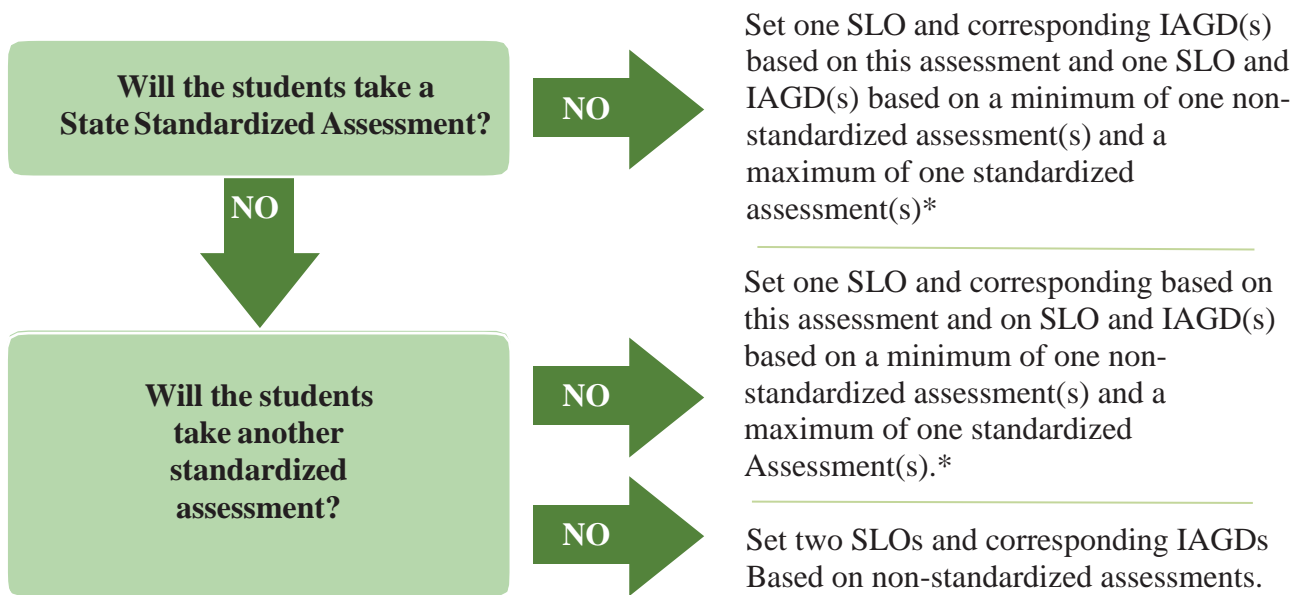 Will the students take a
State Standardized Assessment?
NO
Set one SLO and corresponding IAGD(s)
based on this assessment and one SLO and
IAGD(s) based on a minimum of one non-
standardized assessment(s) and a
maximum of one standardized
assessment(s)*
NO
Will the students
take another
standardized
assessment?
NO
Set one SLO and corresponding based on
this assessment and on SLO and IAGD(s)
based on a minimum of one non-
standardized assessment(s) and a
maximum of one standardized
Assessment(s).*
NO
Set two SLOs and corresponding IAGDs
Based on non-standardized assessments.